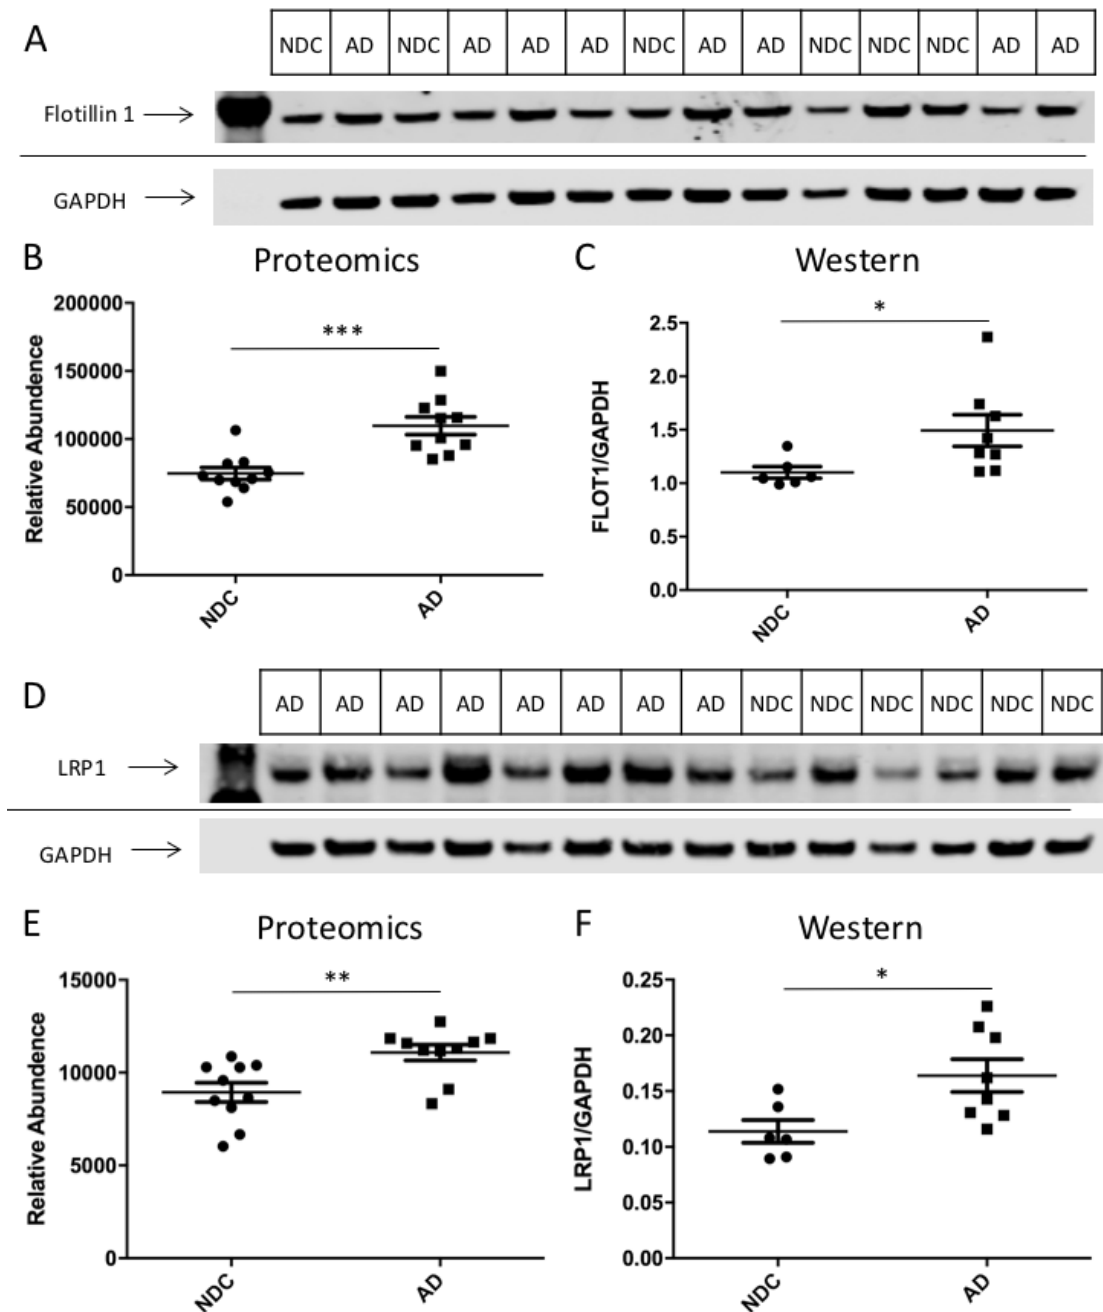 A
NDC AD NDC AD AD AD NDC AD AD NDC NDC NDC AD AD
Flotillin 1
GAPDH
B
Proteomics
200000
150000
100000
50000
0
Relative Abundence
***
NDC
AD
C
Western
2.5
2.0
1.5
1.0
0.5
0.0
FLOT1/GAPDH
*
NDC
AD
D
AD AD AD AD AD AD AD AD NDC NDC NDC NDC NDC NDC
LRP1
GAPDH
E
Proteomics
15000
10000
5000
0
Relative Abundence
**
NDC
AD
F
Western
0.25
0.20
0.15
0.10
0.05
0.00
LRP1/GAPDH
*
NDC
AD